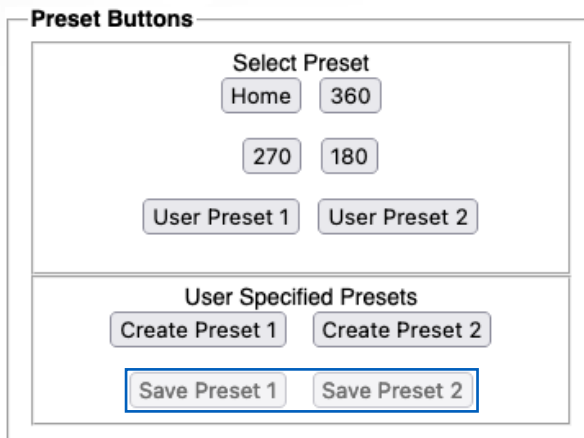 Preset Buttons
Select Preset
Home 360
270 180
User Preset 1 User Preset 2
User Specified Presets
Create Preset 1 Create Preset 2
Save Preset 1 Save Preset 2